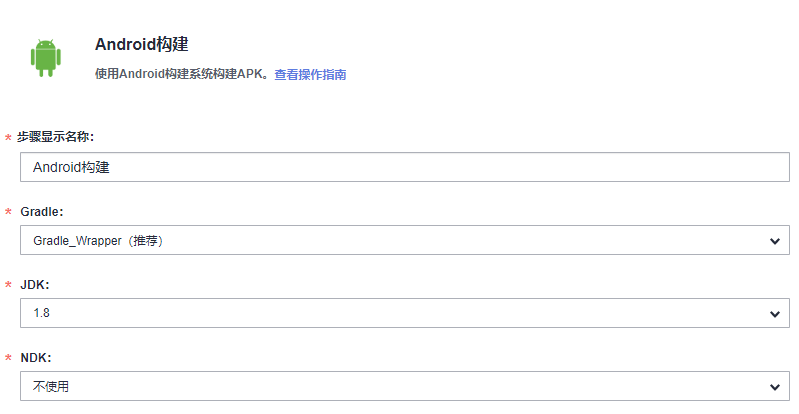 Android构建
使用Android构建系统构建APK。查看操作指南
* 步骤显示名称:
Android构建
* Gradle:
Gradle_Wrapper（推荐）
* JDK:
1.8
* NDK:
不使用